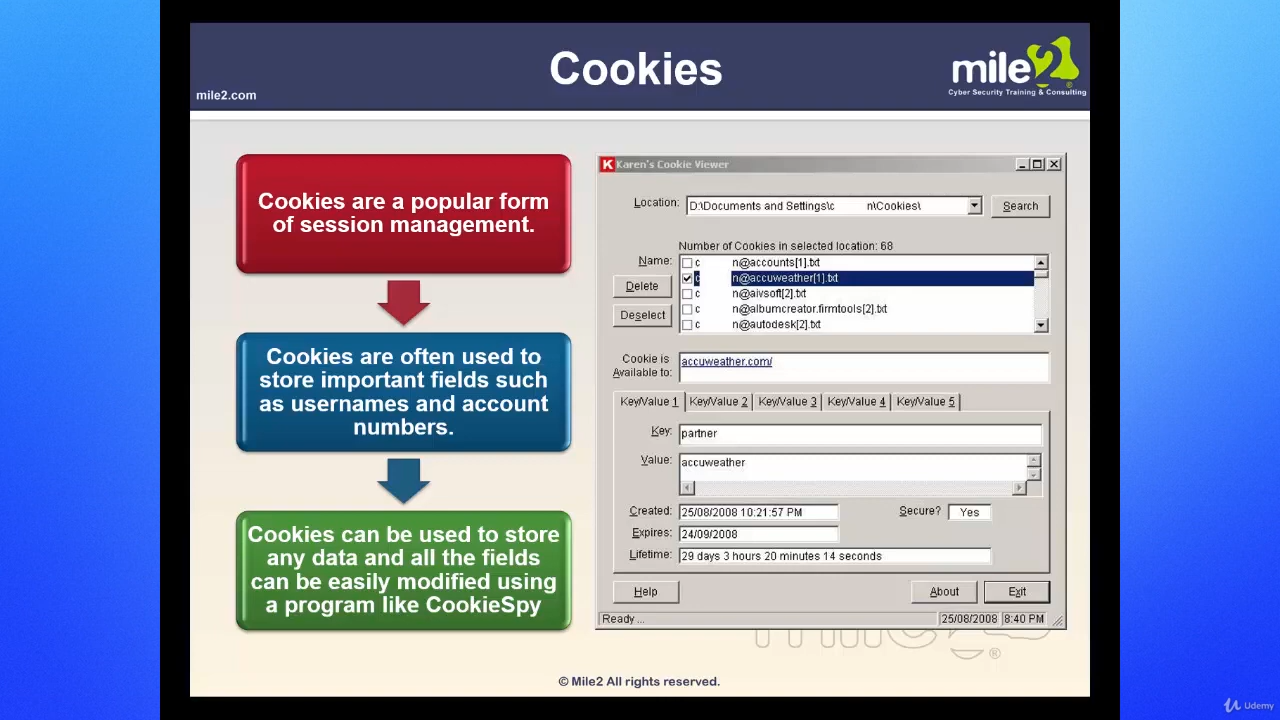 Cookies
mile2
Cyber Security Training & Consulting
mile2.com
Cookies are a popular form
of session management.
Cookies are often used to
store important fields such
as usernames and account
numbers.
Cookies can be used to store
any data and all the fields
can be easily modified using
a program like CookieSpy
K Karen's Cookie Viewer
Location: D:\Documents and Settings\c n\Cookies\ Search
Number of Cookies in selected location: 68
Name:
c n@accounts[1].txt
c n@accuweather[1].txt
c n@aivsoft[2].txt
c n@albumcreator.firmtools[2].txt
c n@autodesk[2].txt
Delete
Deselect
Cookie is
Available to:
accuweather.com/
Key/Value 1 Key/Value 2 Key/Value 3 Key/Value 4 Key/Value 5
Key: partner
Value: accuweather
Created: 25/08/2008 10:21:57 PM Secure? Yes
Expires: 24/09/2008
Lifetime: 29 days 3 hours 20 minutes 14 seconds
Help About Exit
Ready ... 25/08/2008 8:40 PM
mile2 ®
© Mile2 All rights reserved.
Udemy